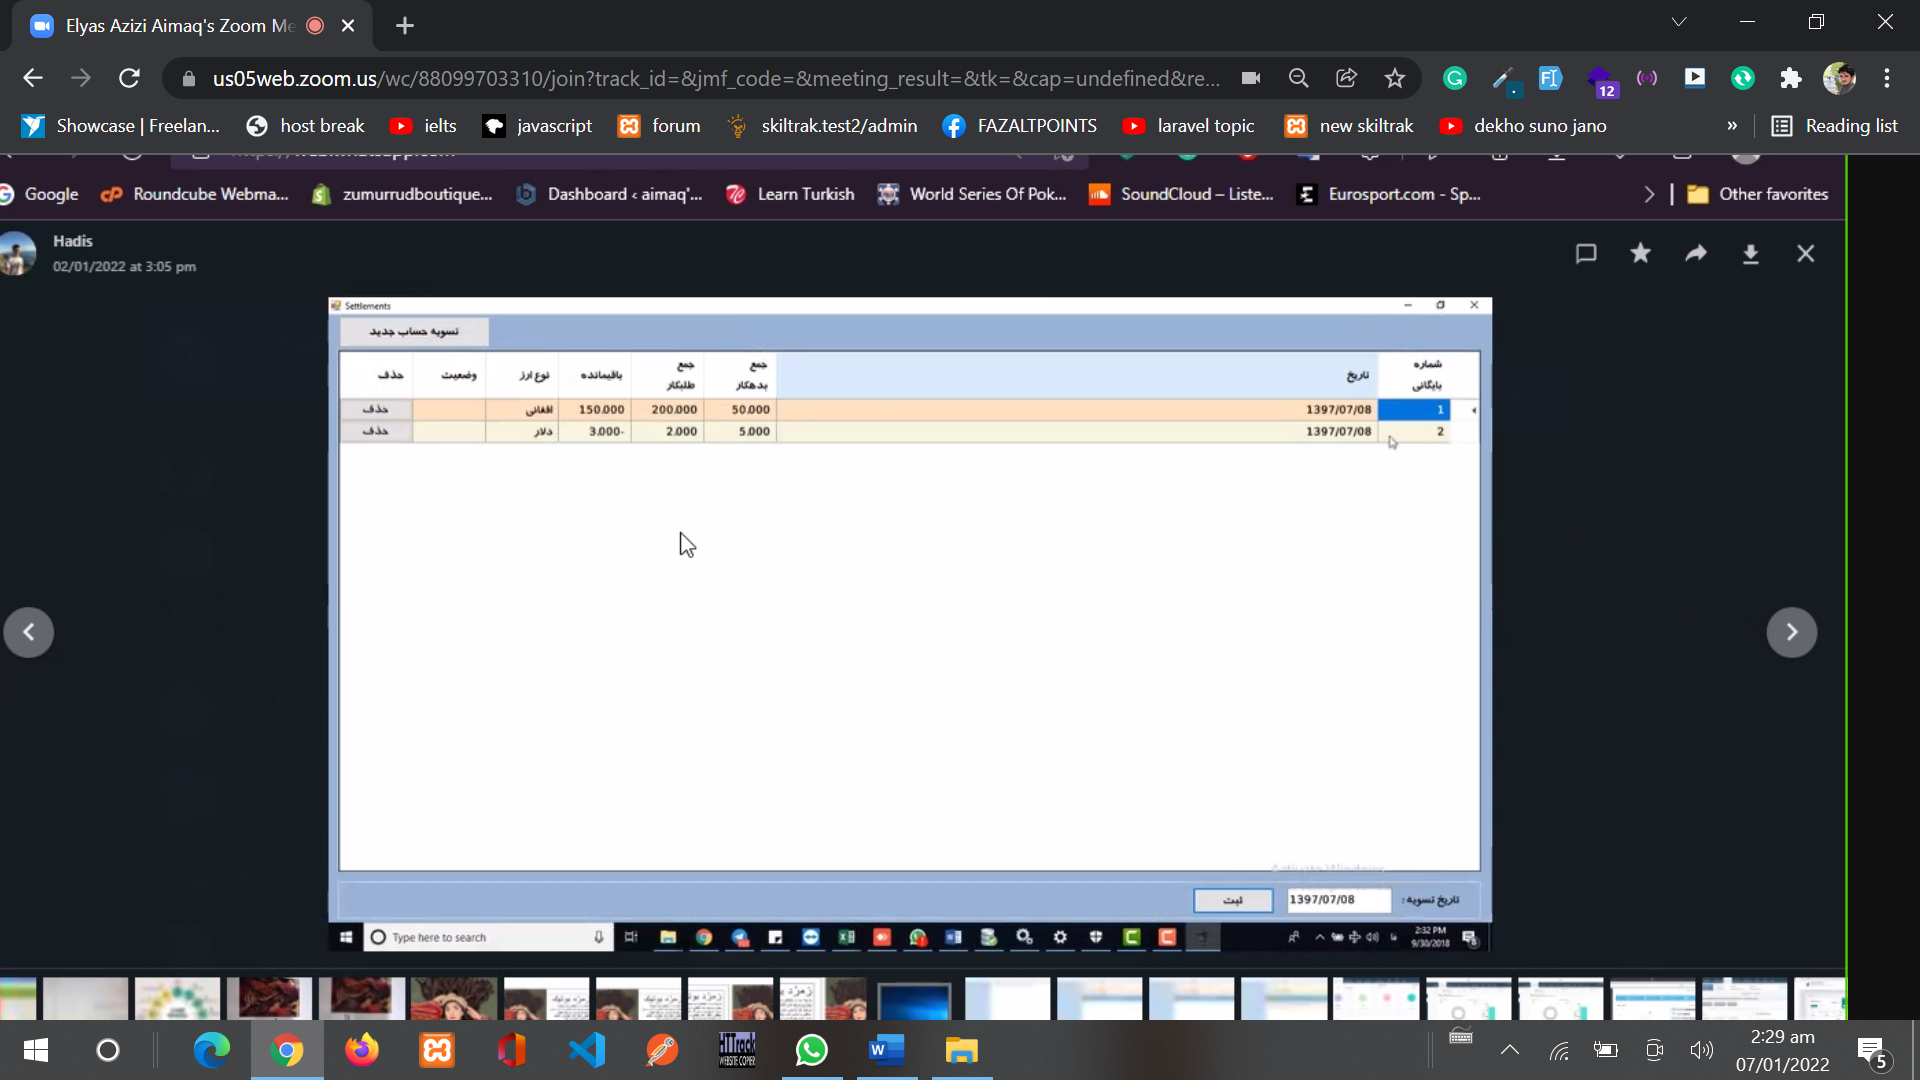 Elyas Azizi Aimaq's Zoom Me
us05web.zoom.us/wc/88099703310/join?track_id=&jmf_code=&meeting_result=&tk=&cap=undefined&re...
12
Showcase | Freelan... host break ielts javascript forum skiltrak.test2/admin FAZALTPOINTS laravel topic new skiltrak dekho suno jano » Reading list
Google Roundcube Webma... zumurrudboutique... Dashboard ‹ aimaq'... Learn Turkish World Series Of Pok... SoundCloud – Liste... Eurosport.com - Sp... Other favorites
Hadis
02/01/2022 at 3:05 pm
Settlements
تسویه حساب جدید
شماره بایگانی تاریخ جمع بدهکار جمع طلبکار باقیمانده نوع ارز وضعیت حذف
1 1397/07/08 50.000 200.000 150.000 افغانی حذف
2 1397/07/08 5.000 2.000 3.000- دلار حذف
تاریخ تسویه : 1397/07/08 ثبت
Type here to search
2:32 PM
9/30/2018
2:29 am
07/01/2022
5